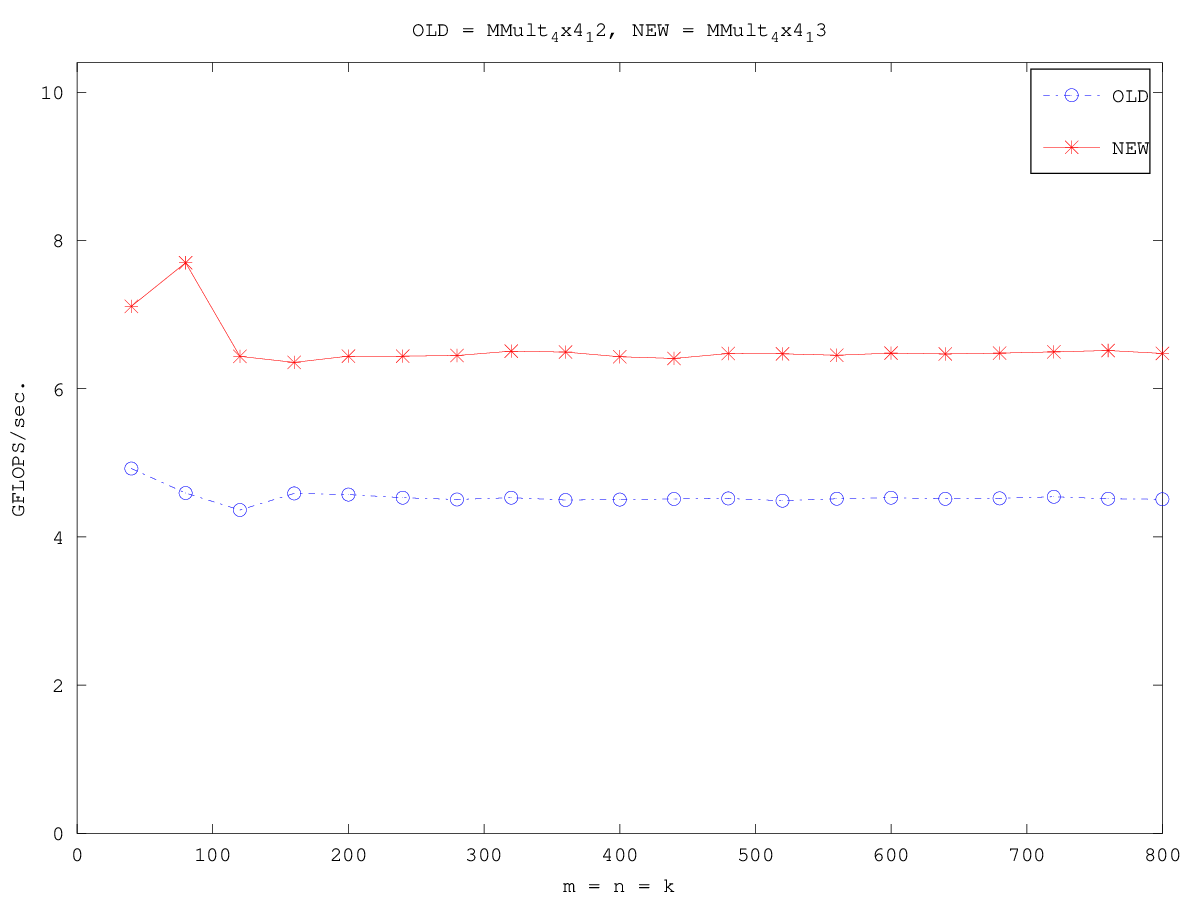 OLD = MMult₄x4₁2, NEW = MMult₄x4₁3
OLD
NEW
10
8
6
4
2
0
GFLOPS/sec.
0 100 200 300 400 500 600 700 800
m = n = k